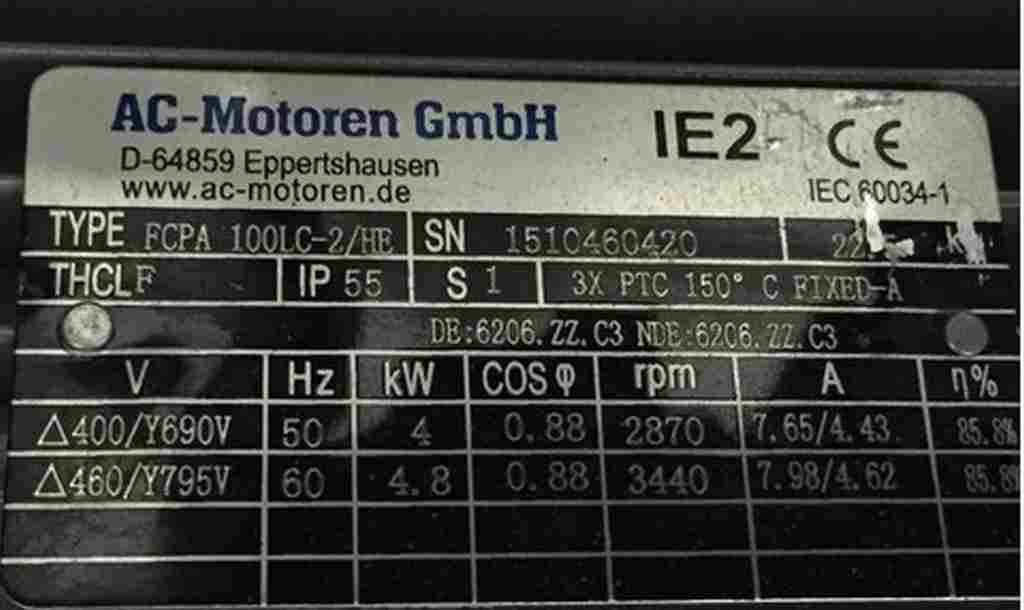 AC-Motoren GmbH IE2 CE
D-64859 Eppertshausen
www.ac-motoren.de IEC 60034-1
TYPE FCPA 100LC-2/HE SN 1510460420
THCLF IP 55 S 1 3X PTC 150° C FIXED-A
DE:6206.ZZ.C3 NDE:6206.ZZ.C3
V Hz kW COS φ rpm A η%
△400/Y690V 50 4 0.88 2870 7.65/4.43 85.8%
△460/Y795V 60 4.8 0.88 3440 7.98/4.62 85.8%